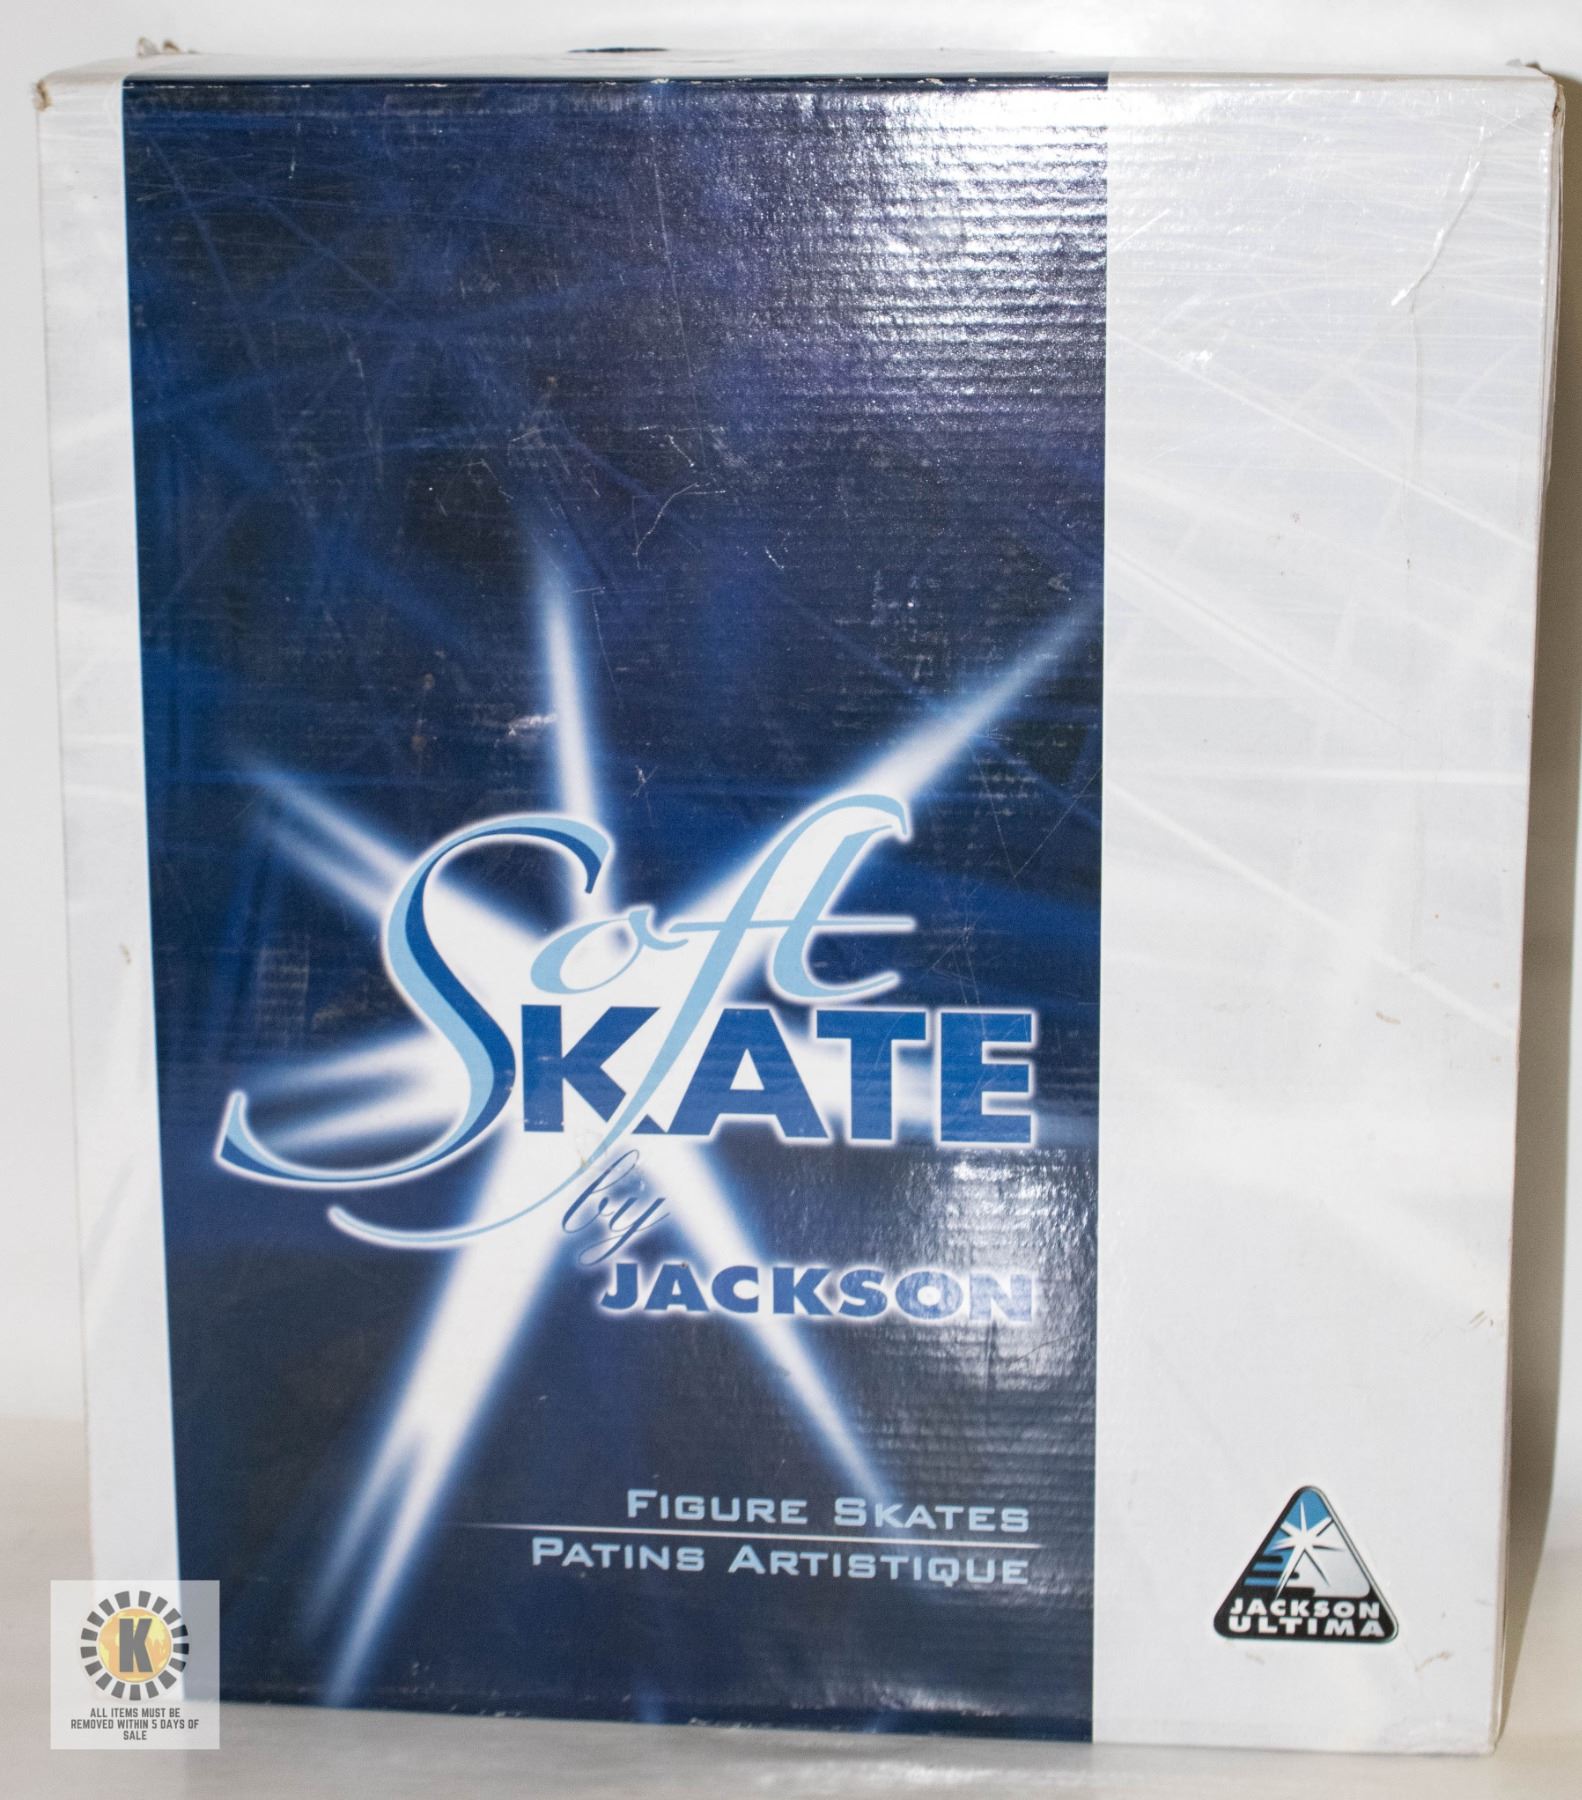 Soft
SKATE
by
JACKSON
FIGURE SKATES
PATINS ARTISTIQUE
JACKSON
ULTIMA
K
ALL ITEMS MUST BE
REMOVED WITHIN 5 DAYS OF
SALE